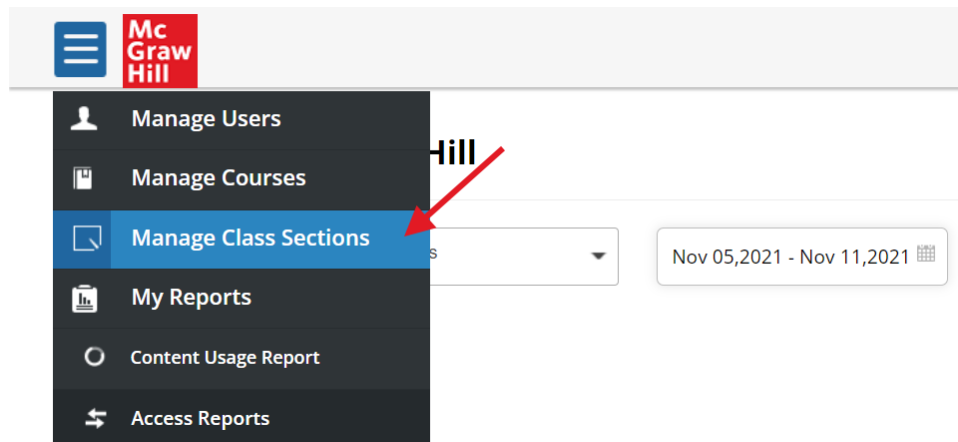 Mc
Graw
Hill
Manage Users
Hill
Manage Courses
Manage Class Sections
s
Nov 05,2021 - Nov 11,2021
My Reports
Content Usage Report
Access Reports